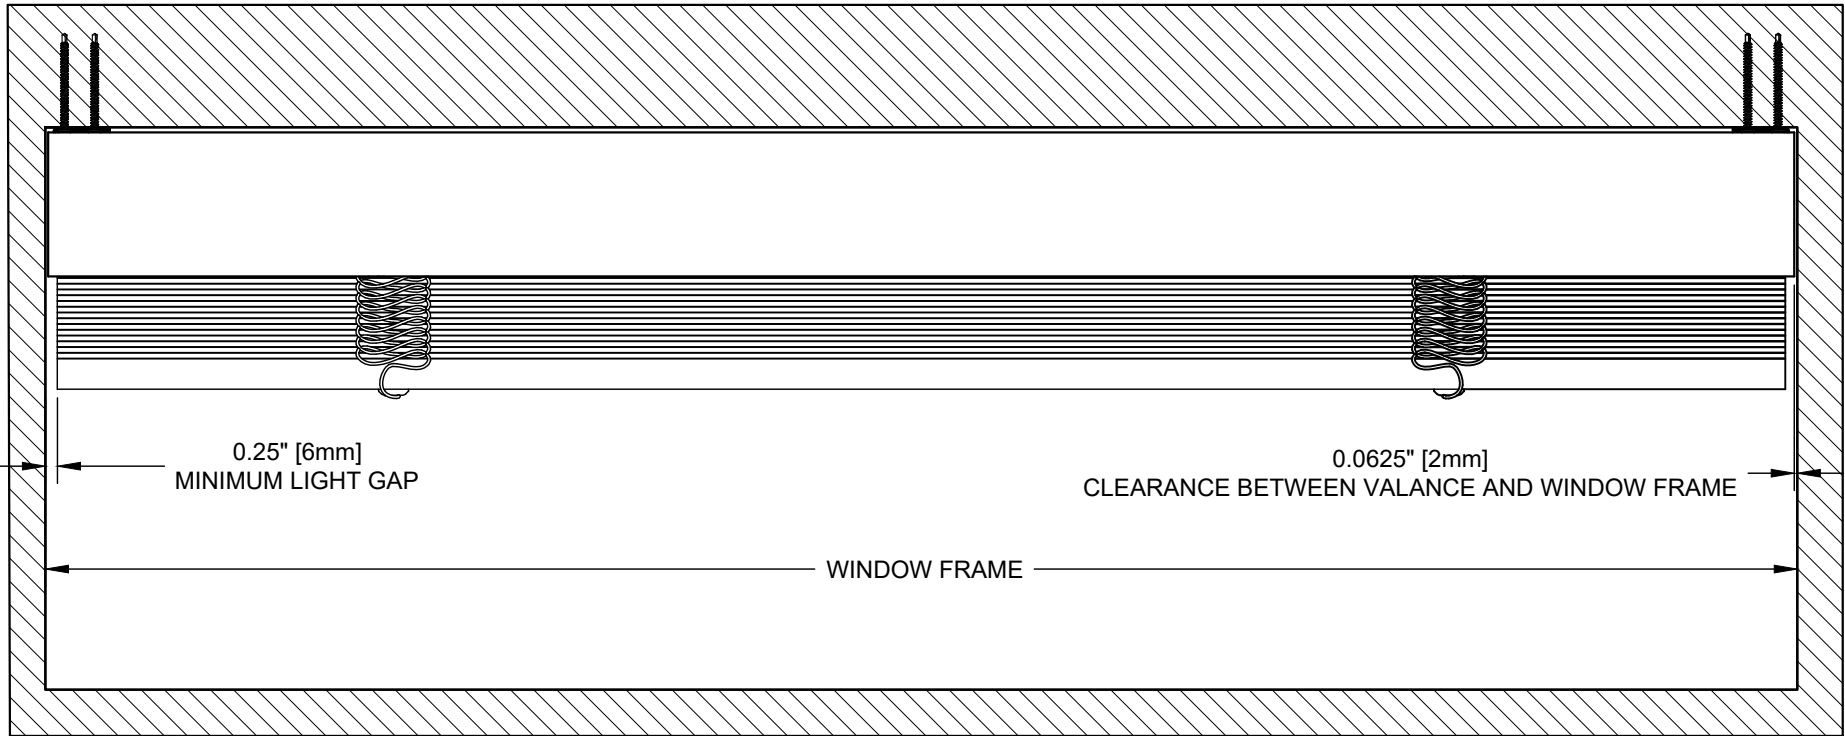 0.25" [6mm]
MINIMUM LIGHT GAP
0.0625" [2mm]
CLEARANCE BETWEEN VALANCE AND WINDOW FRAME
WINDOW FRAME